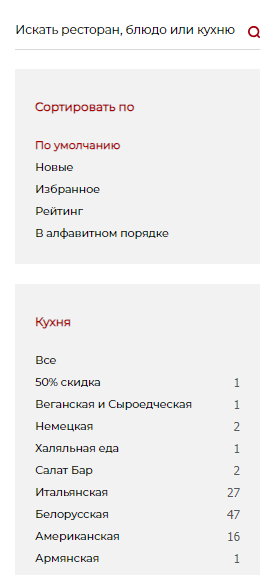 Искать ресторан, блюдо или кухню
Сортировать по
По умолчанию
Новые
Избранное
Рейтинг
В алфавитном порядке
Кухня
Все
50% скидка 1
Веганская и Сыроедческая 1
Немецкая 2
Халяльная еда 1
Салат Бар 2
Итальянская 27
Белорусская 47
Американская 16
Армянская 1